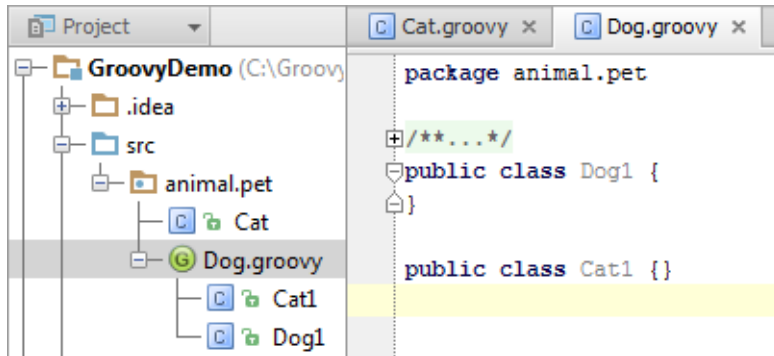 Project
Cat.groovy
Dog.groovy
GroovyDemo (C:\Groovy
.idea
src
animal.pet
Cat
Dog.groovy
Cat1
Dog1
package animal.pet
/**...*/
public class Dog1 {
}
public class Cat1 {}